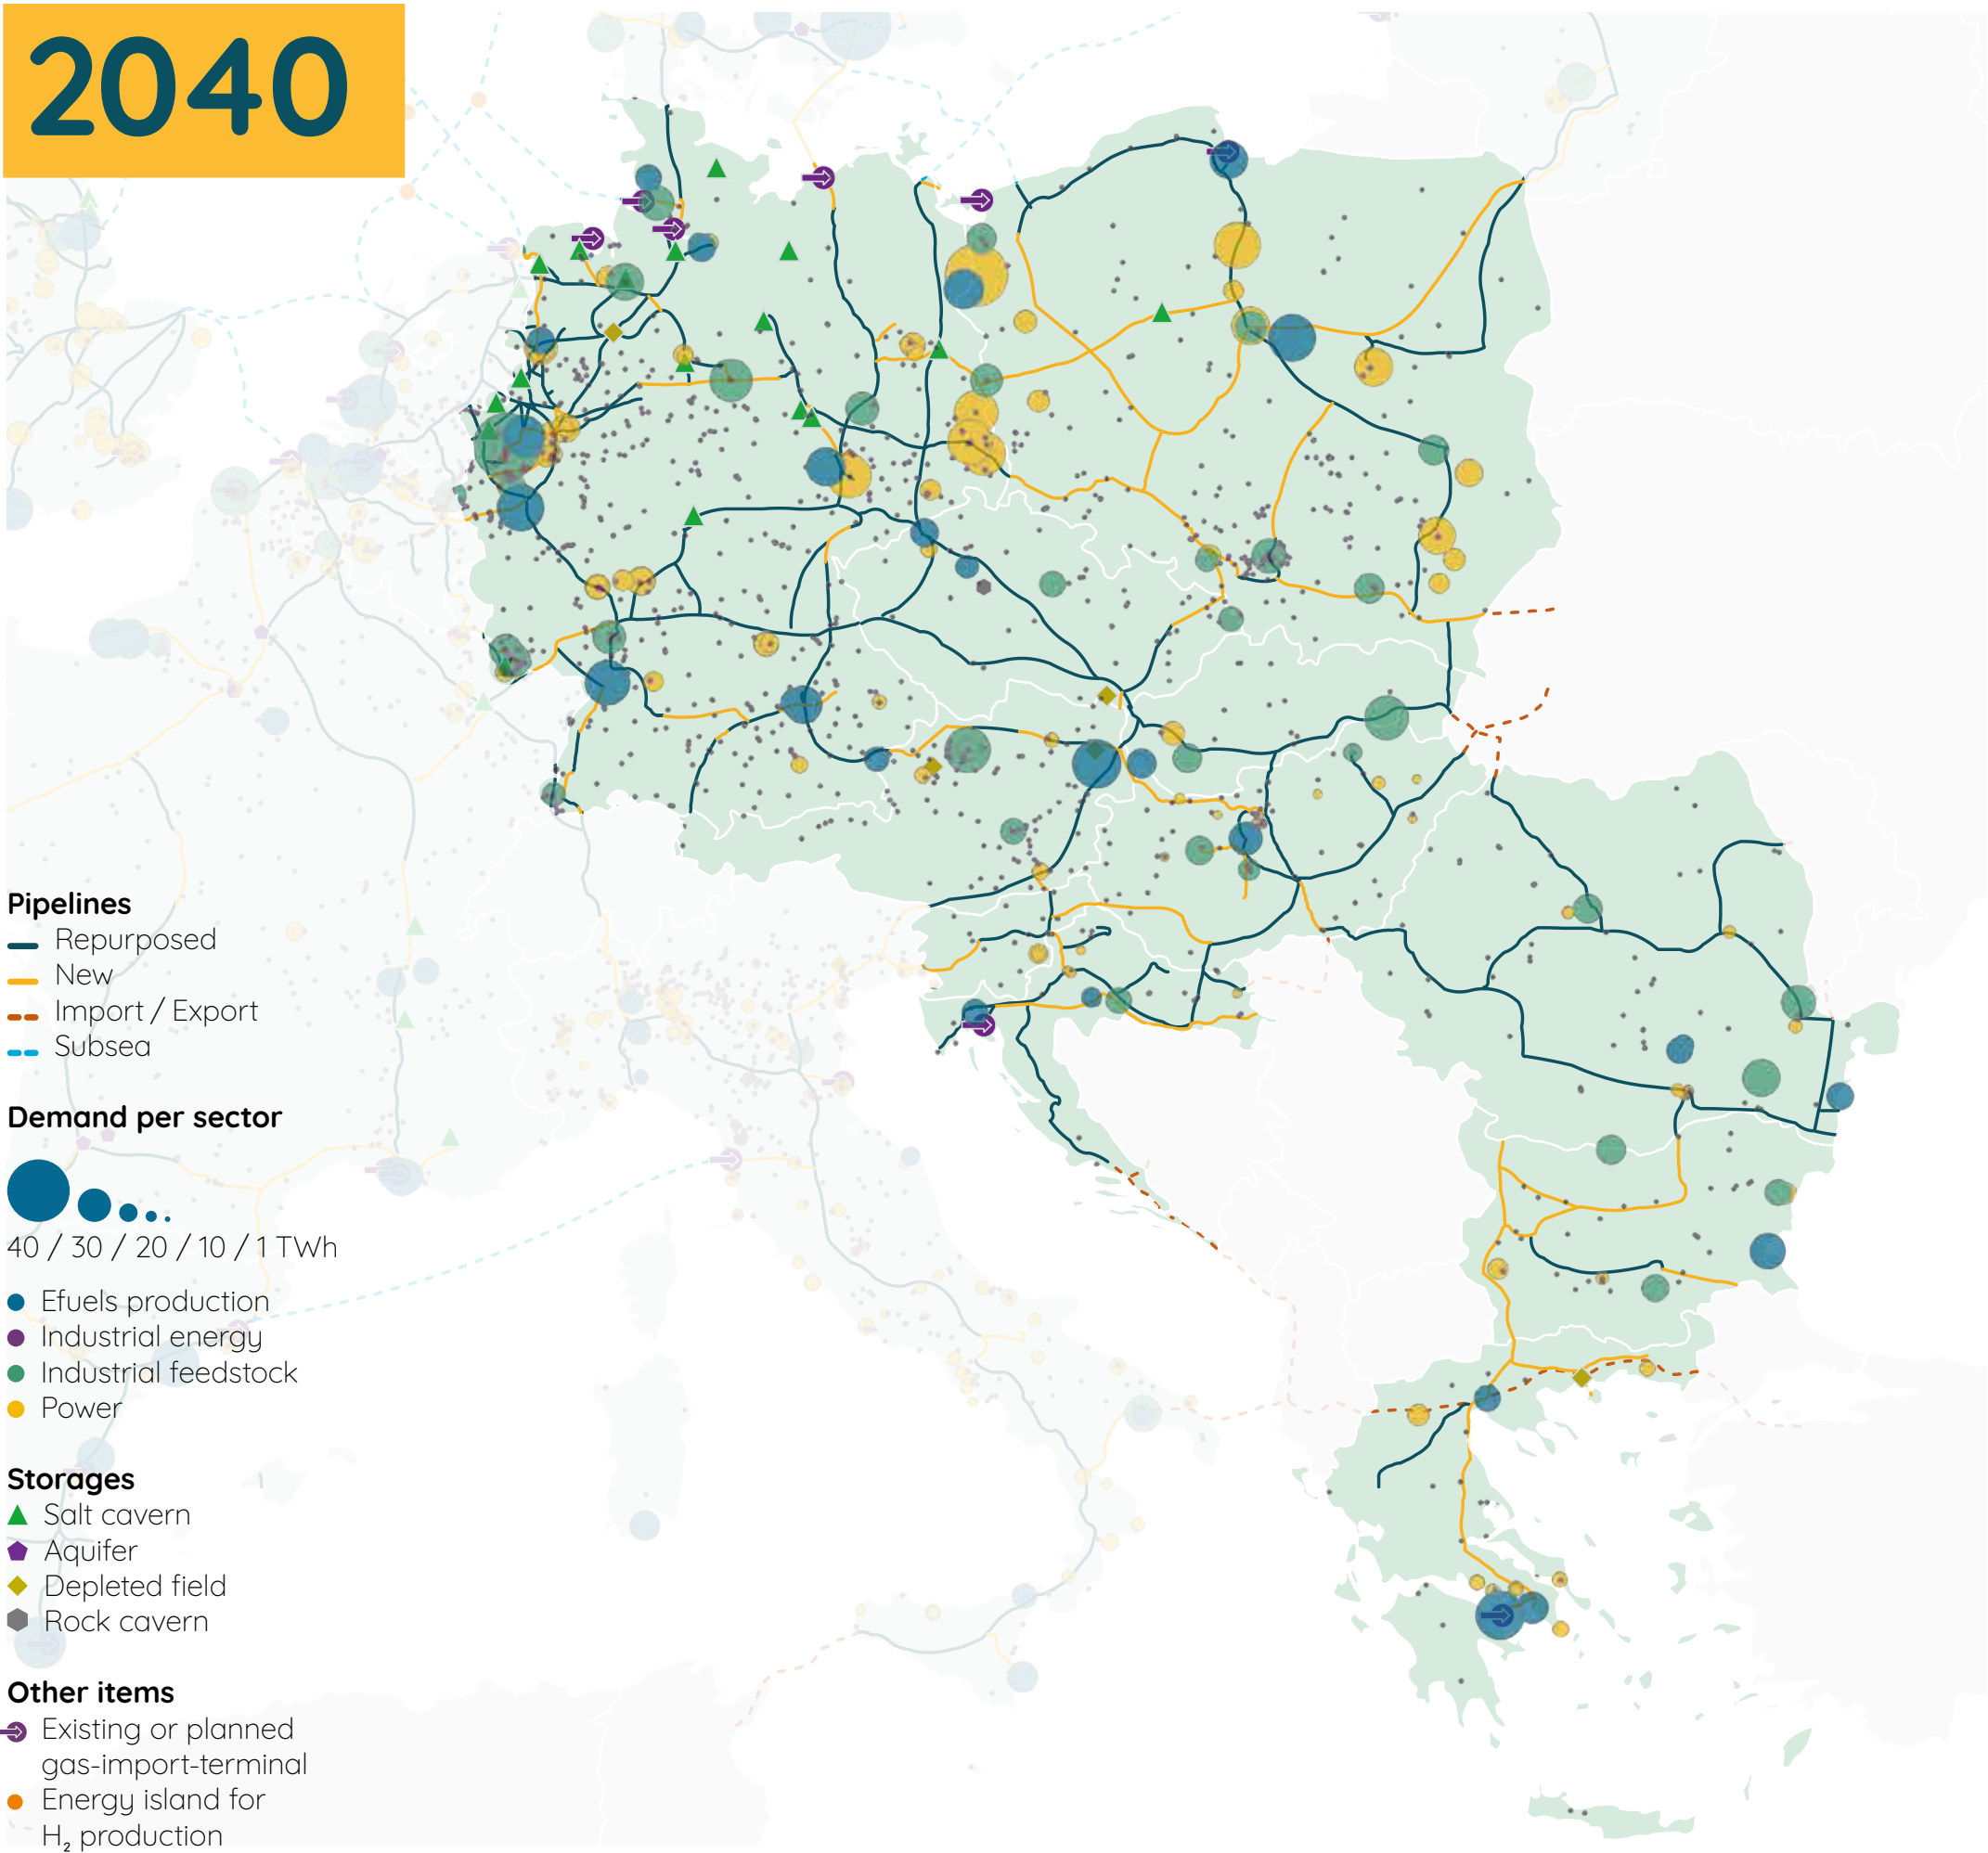 2040
Pipelines
Repurposed
New
Import / Export
Subsea
Demand per sector
40 / 30 / 20 / 10 / 1 TWh
Efuels production
Industrial energy
Industrial feedstock
Power
Storages
Salt cavern
Aquifer
Depleted field
Rock cavern
Other items
Existing or planned
gas-import-terminal
Energy island for
H₂ production